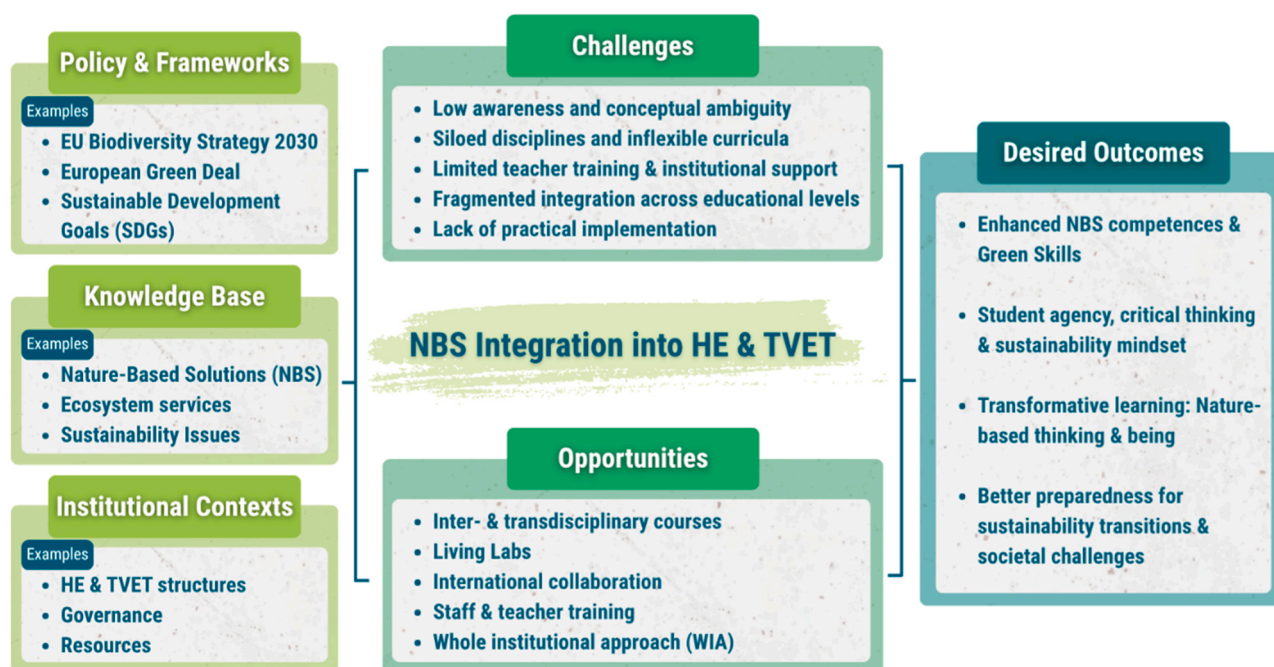 Policy & Frameworks
Examples
• EU Biodiversity Strategy 2030
• European Green Deal
• Sustainable Development
Goals (SDGs)
Knowledge Base
Examples
• Nature-Based Solutions (NBS)
• Ecosystem services
• Sustainability Issues
Institutional Contexts
Examples
• HE & TVET structures
• Governance
• Resources
Challenges
• Low awareness and conceptual ambiguity
• Siloed disciplines and inflexible curricula
• Limited teacher training & institutional support
• Fragmented integration across educational levels
• Lack of practical implementation
NBS Integration into HE & TVET
Opportunities
• Inter- & transdisciplinary courses
• Living Labs
• International collaboration
• Staff & teacher training
• Whole institutional approach (WIA)
Desired Outcomes
• Enhanced NBS competences &
Green Skills
• Student agency, critical thinking
& sustainability mindset
• Transformative learning: Nature-
based thinking & being
• Better preparedness for
sustainability transitions &
societal challenges